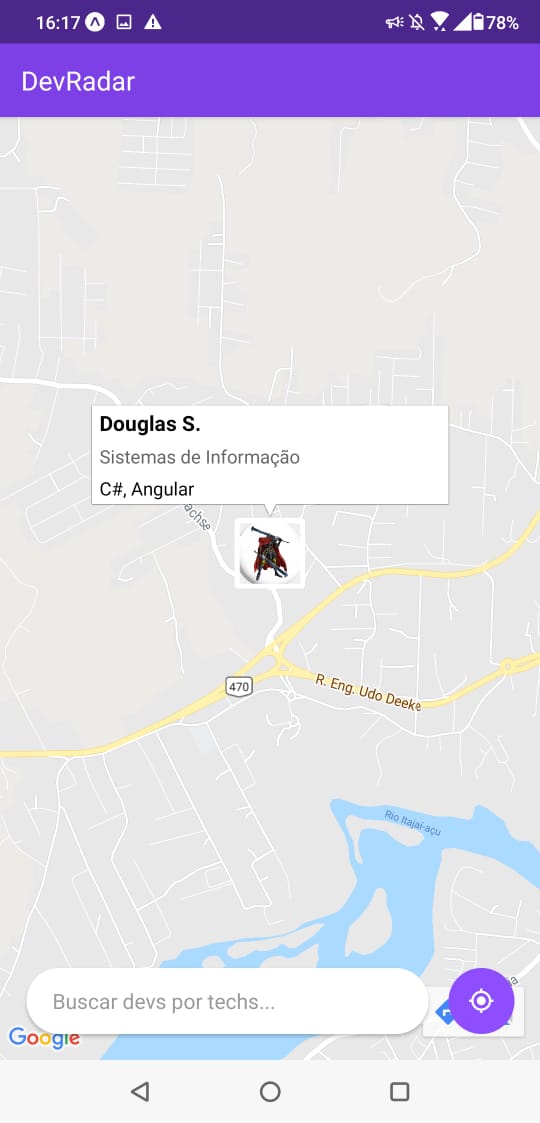 16:17
78%
DevRadar
Douglas S.
Sistemas de Informação
C#, Angular
achse
470
R. Eng. Udo Deeke
Rio Itajaí-açu
Buscar devs por techs...
Google